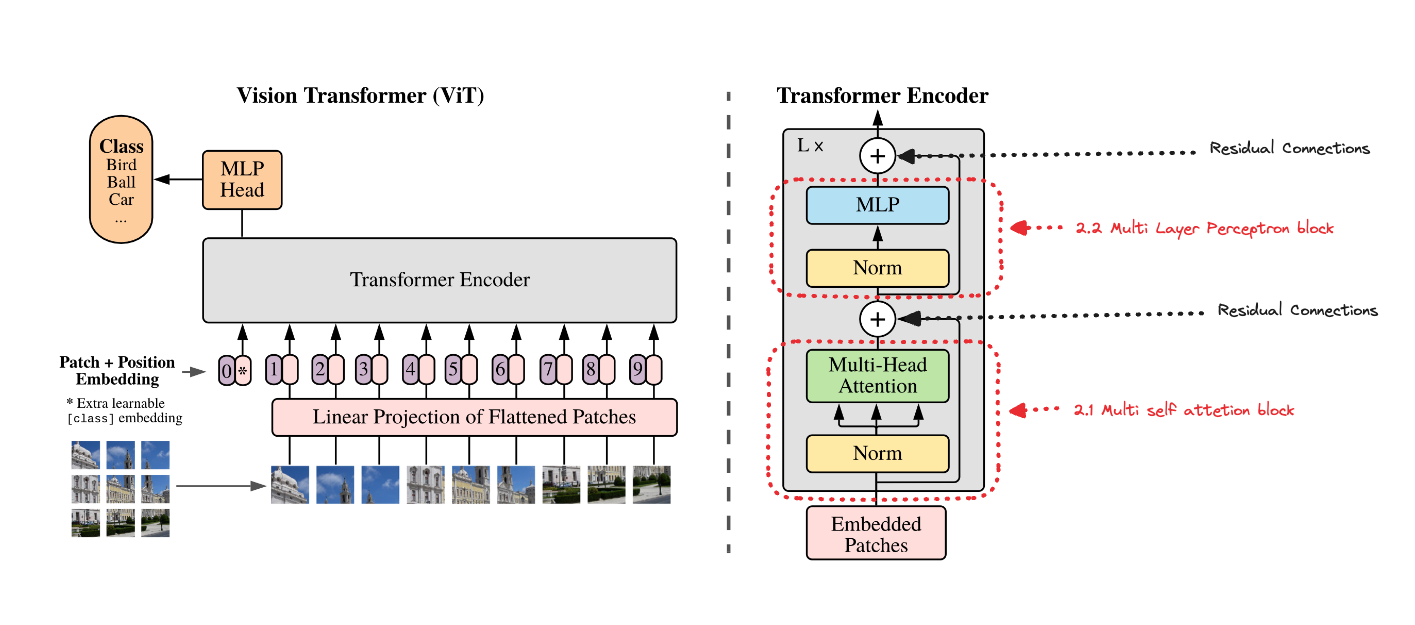 Vision Transformer (ViT)
Class
Bird
Ball
Car
...
MLP
Head
Transformer Encoder
Patch + Position
Embedding
0 *
1
2
3
4
5
6
7
8
9
* Extra learnable
[class] embedding
Linear Projection of Flattened Patches
Transformer Encoder
L ×
+
Residual Connections
MLP
2.2 Multi Layer Perceptron block
Norm
+
Residual Connections
Multi-Head
Attention
2.1 Multi self attetion block
Norm
Embedded
Patches